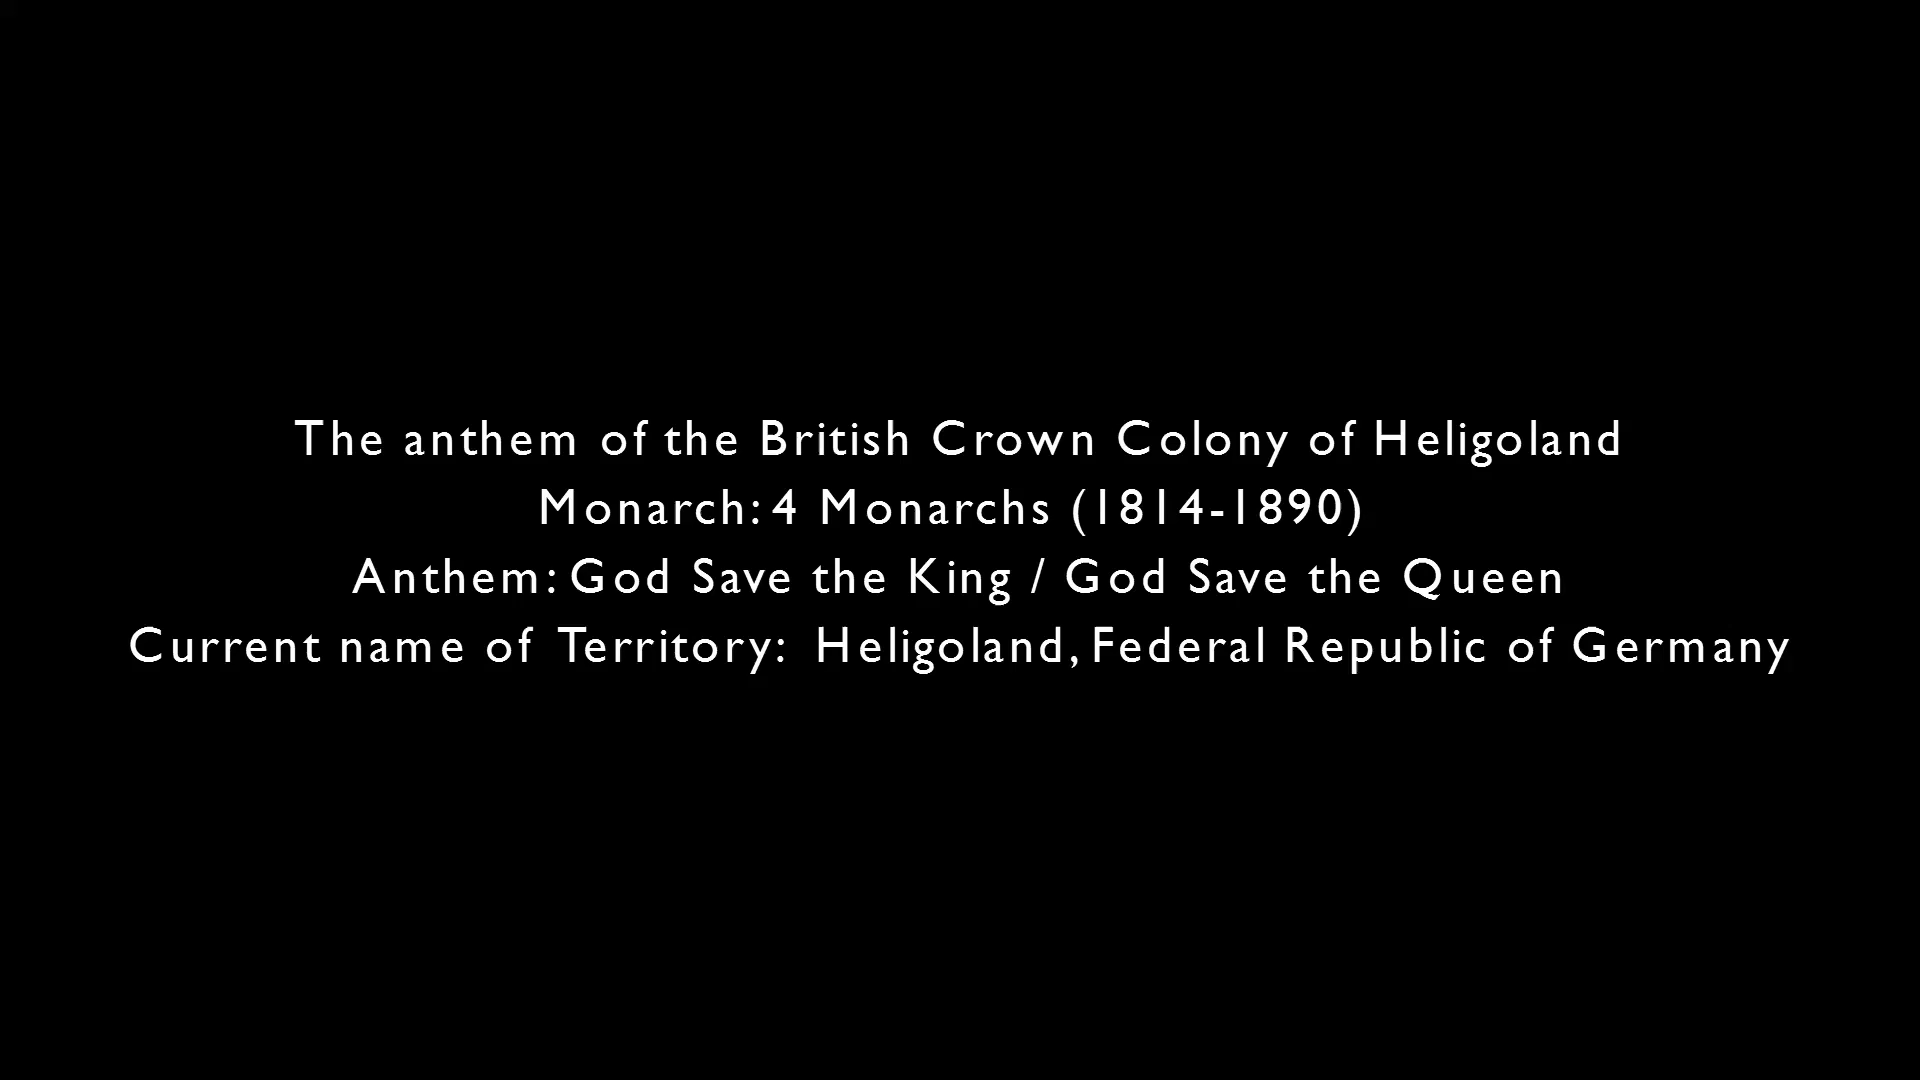 The anthem of the British Crown Colony of Heligoland
Monarch: 4 Monarchs (1814-1890)
Anthem: God Save the King / God Save the Queen
Current name of Territory: Heligoland, Federal Republic of Germany